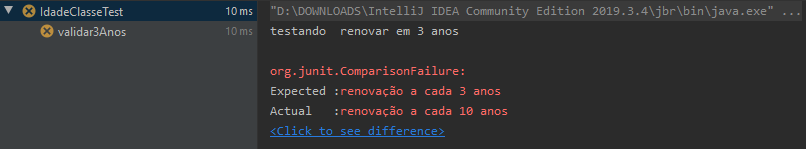 IdadeClasseTest 10 ms
validar3Anos 10 ms
"D:\DOWNLOADS\IntelliJ IDEA Community Edition 2019.3.4\jbr\bin\java.exe" ...
testando  renovar em 3 anos
org.junit.ComparisonFailure:
Expected :renovação a cada 3 anos
Actual   :renovação a cada 10 anos
<Click to see difference>